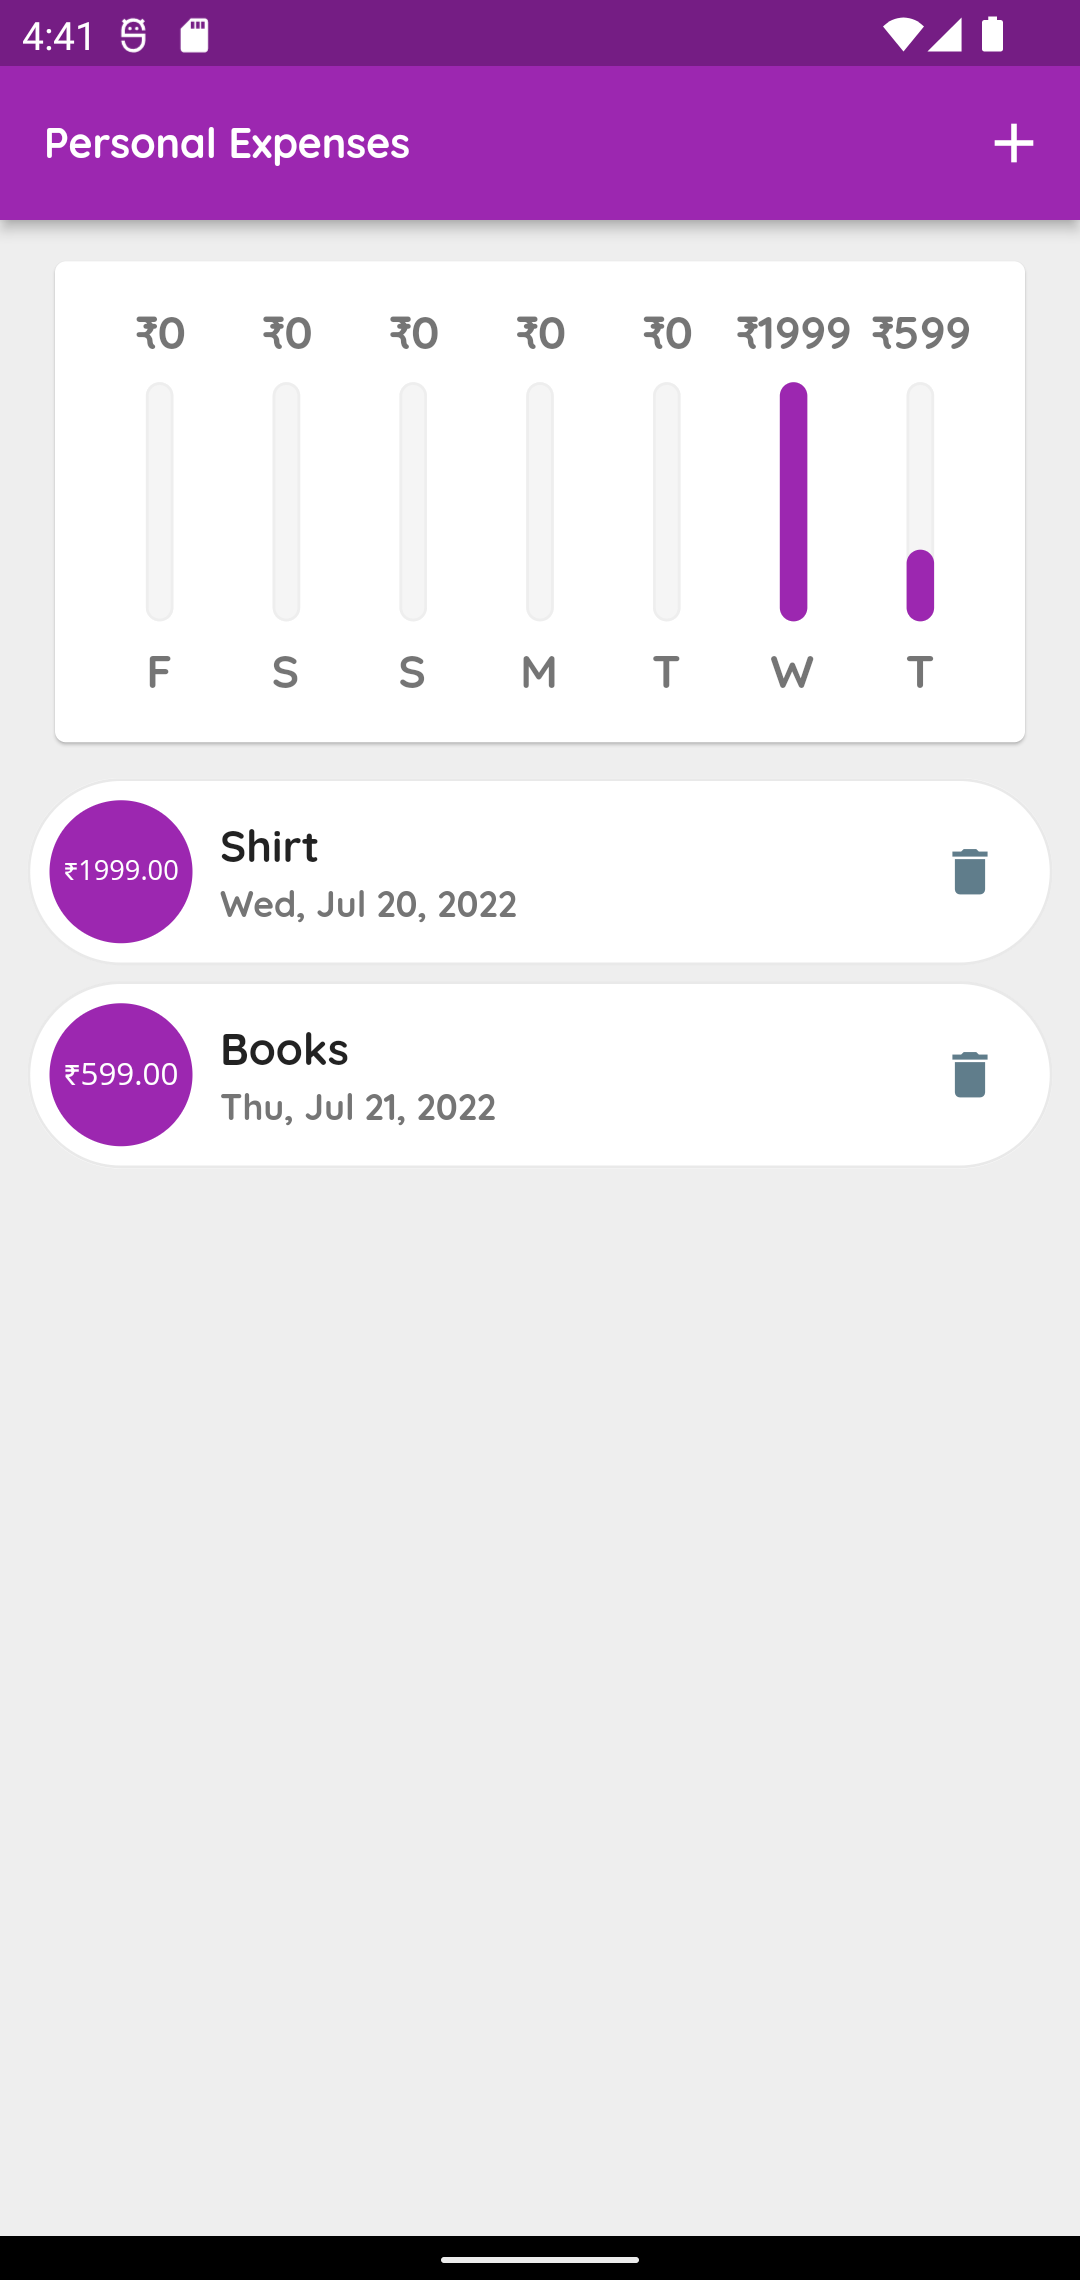 4:41
Personal Expenses
₹0 ₹0 ₹0 ₹0 ₹0 ₹1999 ₹599
F S S M T W T
₹1999.00
Shirt
Wed, Jul 20, 2022
₹599.00
Books
Thu, Jul 21, 2022